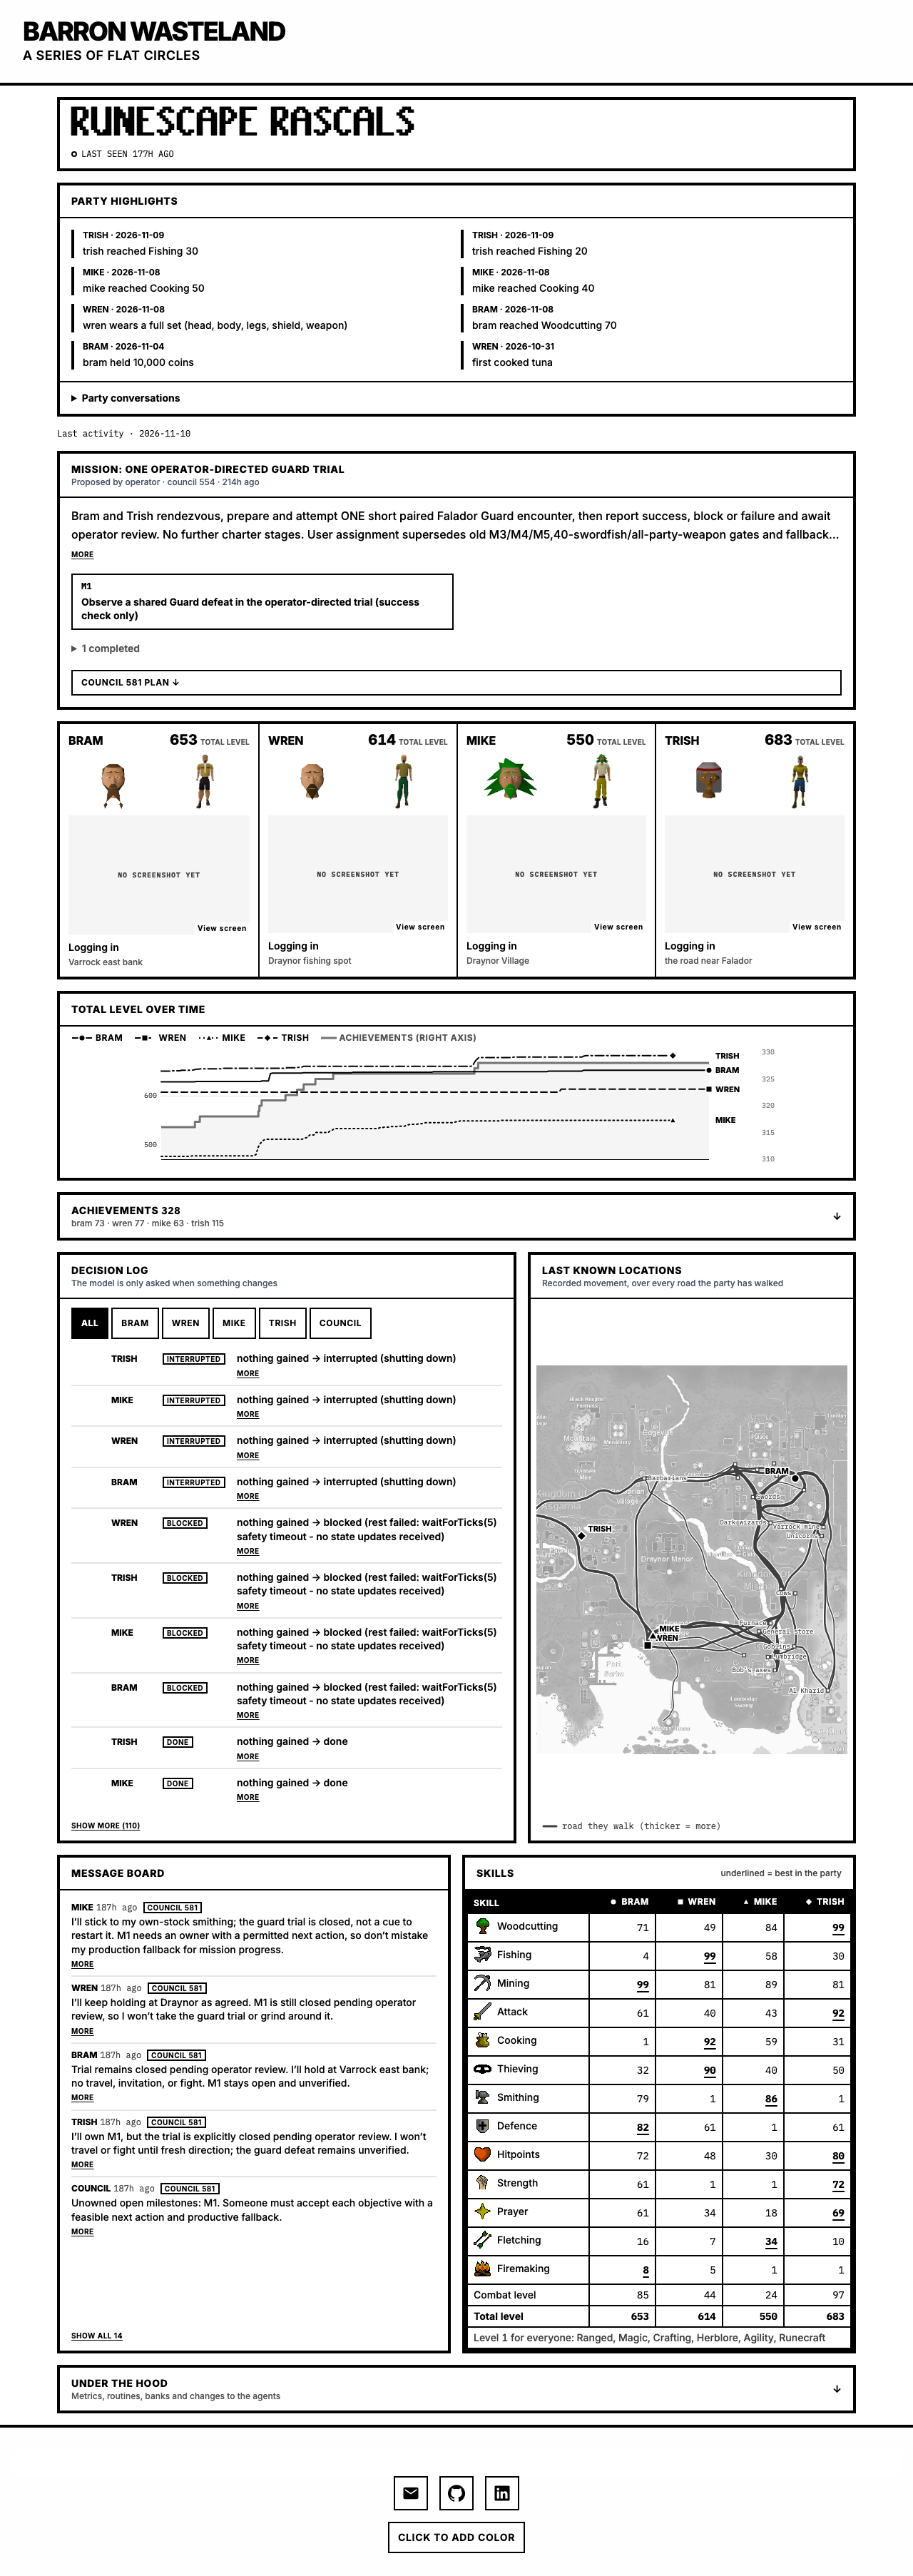 BARRON WASTELAND
A SERIES OF FLAT CIRCLES
RUNESCAPE RASCALS
LAST SEEN 177H AGO
PARTY HIGHLIGHTS
TRISH · 2026-11-09
trish reached Fishing 30
TRISH · 2026-11-09
trish reached Fishing 20
MIKE · 2026-11-08
mike reached Cooking 50
MIKE · 2026-11-08
mike reached Cooking 40
WREN · 2026-11-08
wren wears a full set (head, body, legs, shield, weapon)
BRAM · 2026-11-08
bram reached Woodcutting 70
BRAM · 2026-11-04
bram held 10,000 coins
WREN · 2026-10-31
first cooked tuna
▶ Party conversations
Last activity · 2026-11-10
MISSION: ONE OPERATOR-DIRECTED GUARD TRIAL
Proposed by operator · council 554 · 214h ago
Bram and Trish rendezvous, prepare and attempt ONE short paired Falador Guard encounter, then report success, block or failure and await
operator review. No further charter stages. User assignment supersedes old M3/M4/M5,40-swordfish/all-party-weapon gates and fallback...
MORE
M1
Observe a shared Guard defeat in the operator-directed trial (success
check only)
▶ 1 completed
COUNCIL 581 PLAN ↓
BRAM 653 TOTAL LEVEL
WREN 614 TOTAL LEVEL
MIKE 550 TOTAL LEVEL
TRISH 683 TOTAL LEVEL
NO SCREENSHOT YET
NO SCREENSHOT YET
NO SCREENSHOT YET
NO SCREENSHOT YET
View screen
View screen
View screen
View screen
Logging in
Varrock east bank
Logging in
Draynor fishing spot
Logging in
Draynor Village
Logging in
the road near Falador
TOTAL LEVEL OVER TIME
BRAM WREN MIKE TRISH ACHIEVEMENTS (RIGHT AXIS)
600
500
TRISH
BRAM
WREN
MIKE
330
325
320
315
310
ACHIEVEMENTS 328 ↓
bram 73 · wren 77 · mike 63 · trish 115
DECISION LOG
The model is only asked when something changes
ALL BRAM WREN MIKE TRISH COUNCIL
TRISH INTERRUPTED nothing gained → interrupted (shutting down)
MORE
MIKE INTERRUPTED nothing gained → interrupted (shutting down)
MORE
WREN INTERRUPTED nothing gained → interrupted (shutting down)
MORE
BRAM INTERRUPTED nothing gained → interrupted (shutting down)
MORE
WREN BLOCKED nothing gained → blocked (rest failed: waitForTicks(5)
safety timeout - no state updates received)
MORE
TRISH BLOCKED nothing gained → blocked (rest failed: waitForTicks(5)
safety timeout - no state updates received)
MORE
MIKE BLOCKED nothing gained → blocked (rest failed: waitForTicks(5)
safety timeout - no state updates received)
MORE
BRAM BLOCKED nothing gained → blocked (rest failed: waitForTicks(5)
safety timeout - no state updates received)
MORE
TRISH DONE nothing gained → done
MORE
MIKE DONE nothing gained → done
MORE
SHOW MORE (110)
LAST KNOWN LOCATIONS
Recorded movement, over every road the party has walked
Monastery
Edgeville
Barbarian
Village
BRAM
Swords
Dark wizards
Varrock mine
Unicorns
TRISH
Draynor Manor
Cows
Furnace
General store
MIKE
WREN
Goblins
Lumbridge
Bob's axes
Al Kharid
Port
Sarim
Lumbridge
Swamp
road they walk (thicker = more)
MESSAGE BOARD
MIKE 187h ago COUNCIL 581
I'll stick to my own-stock smithing; the guard trial is closed, not a cue to
restart it. M1 needs an owner with a permitted next action, so don't mistake
my production fallback for mission progress.
MORE
WREN 187h ago COUNCIL 581
I'll keep holding at Draynor as agreed. M1 is still closed pending operator
review, so I won't take the guard trial or grind around it.
MORE
BRAM 187h ago COUNCIL 581
Trial remains closed pending operator review. I'll hold at Varrock east bank;
no travel, invitation, or fight. M1 stays open and unverified.
MORE
TRISH 187h ago COUNCIL 581
I'll own M1, but the trial is explicitly closed pending operator review. I won't
travel or fight until fresh direction; the guard defeat remains unverified.
MORE
COUNCIL 187h ago COUNCIL 581
Unowned open milestones: M1. Someone must accept each objective with a
feasible next action and productive fallback.
MORE
SHOW ALL 14
SKILLS underlined = best in the party
SKILL BRAM WREN MIKE TRISH
Woodcutting 71 49 84 99
Fishing 4 99 58 30
Mining 99 81 89 81
Attack 61 40 43 92
Cooking 1 92 59 31
Thieving 32 90 40 50
Smithing 79 1 86 1
Defence 82 61 1 61
Hitpoints 72 48 30 80
Strength 61 1 1 72
Prayer 61 34 18 69
Fletching 16 7 34 10
Firemaking 8 5 1 1
Combat level 85 44 24 97
Total level 653 614 550 683
Level 1 for everyone: Ranged, Magic, Crafting, Herblore, Agility, Runecraft
UNDER THE HOOD ↓
Metrics, routines, banks and changes to the agents
CLICK TO ADD COLOR